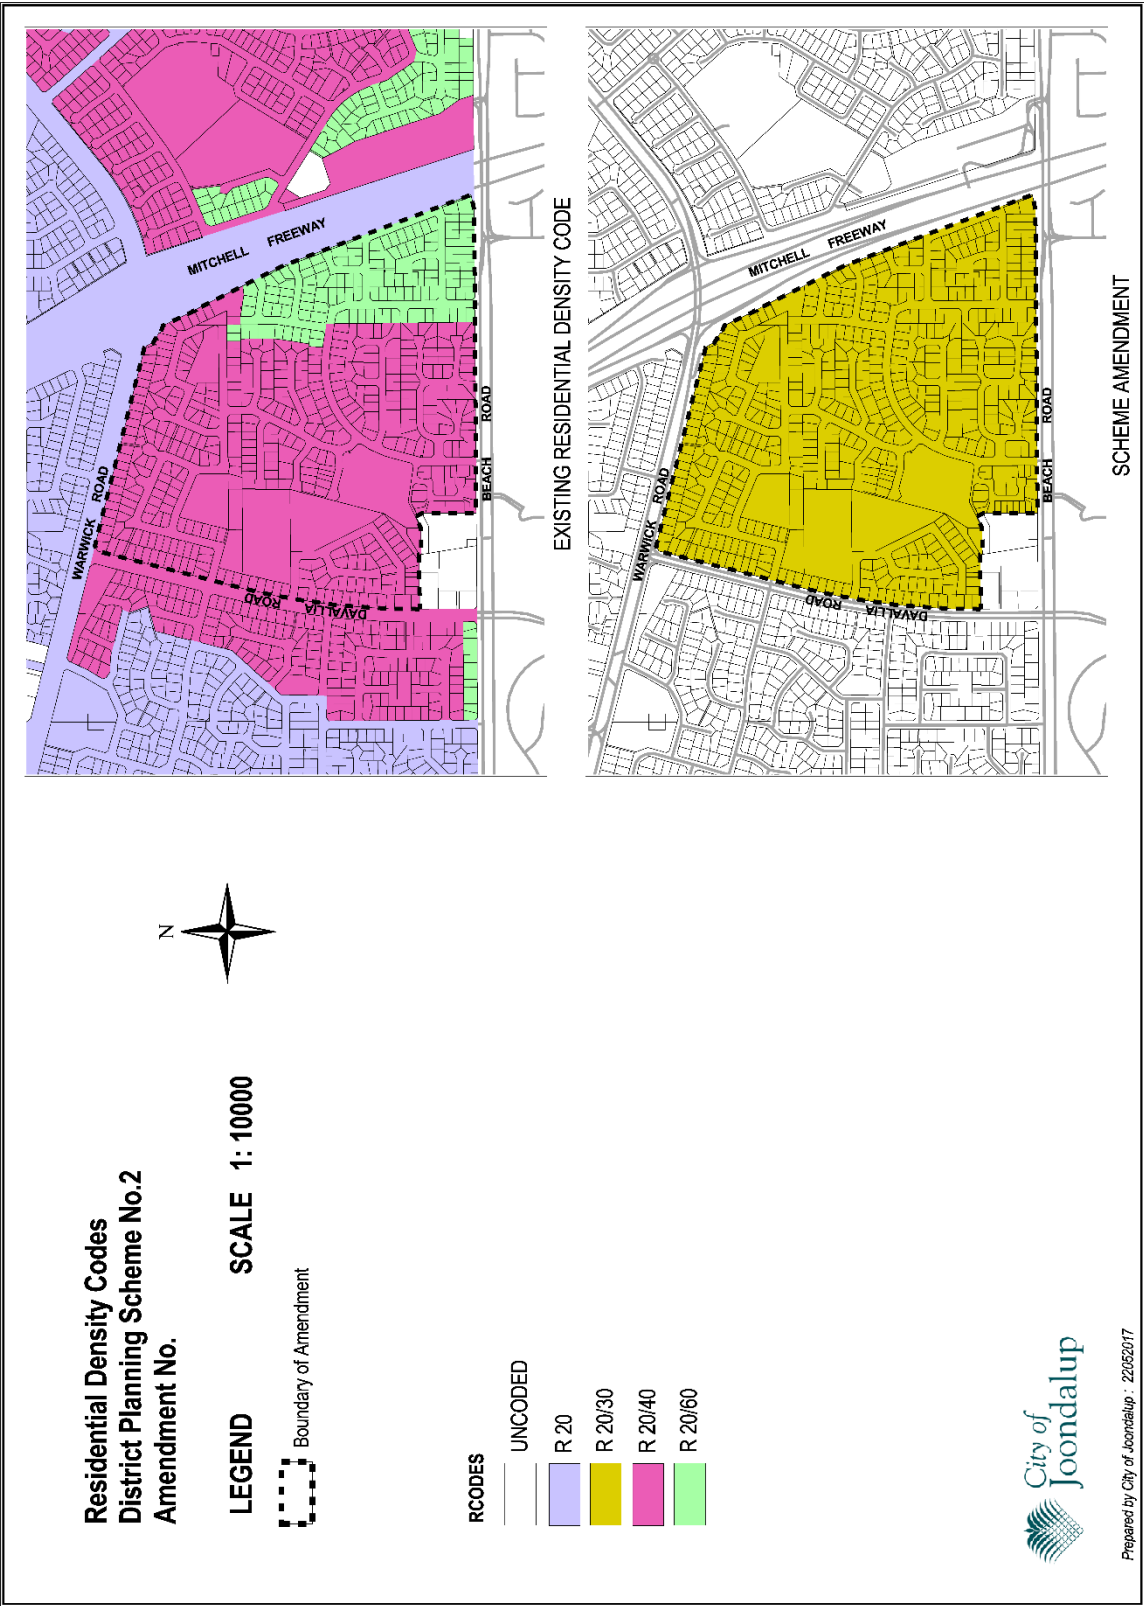 Residential Density Codes
District Planning Scheme No.2
Amendment No.
LEGEND SCALE 1: 10000
Boundary of Amendment
RCODES
UNCODED
R 20
R 20/30
R 20/40
R 20/60
City of
Joondalup
Prepared by City of Joondalup : 22052017
N
WARWICK ROAD
MITCHELL FREEWAY
DAVALLIA ROAD
BEACH ROAD
EXISTING RESIDENTIAL DENSITY CODE
WARWICK ROAD
MITCHELL FREEWAY
DAVALLIA ROAD
BEACH ROAD
SCHEME AMENDMENT